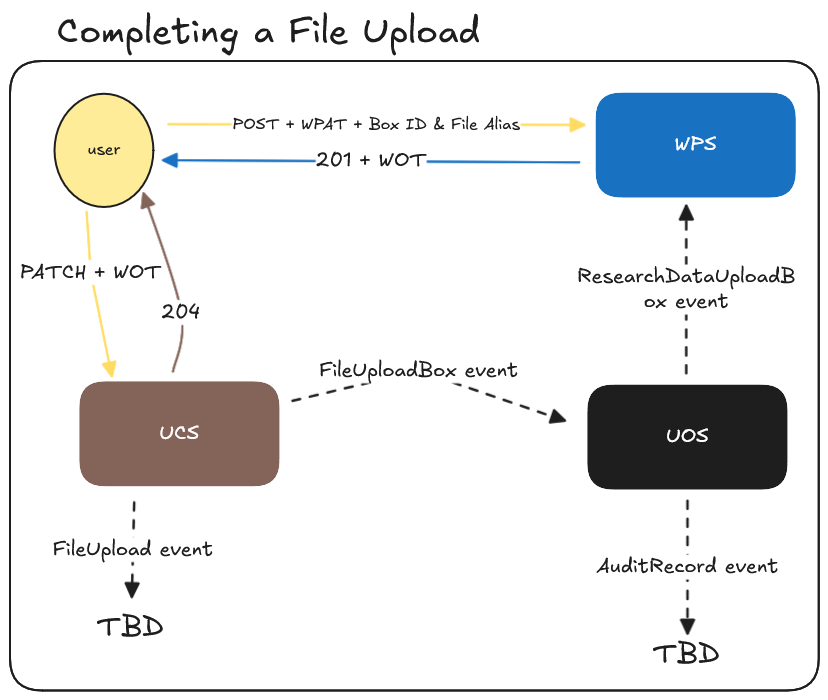 Completing a File Upload
user
POST + WPAT + Box ID & File Alias
WPS
201 + WOT
PATCH + WOT
204
ResearchDataUploadB
ox event
FileUploadBox event
UCS
UOS
FileUpload event
AuditRecord event
TBD
TBD